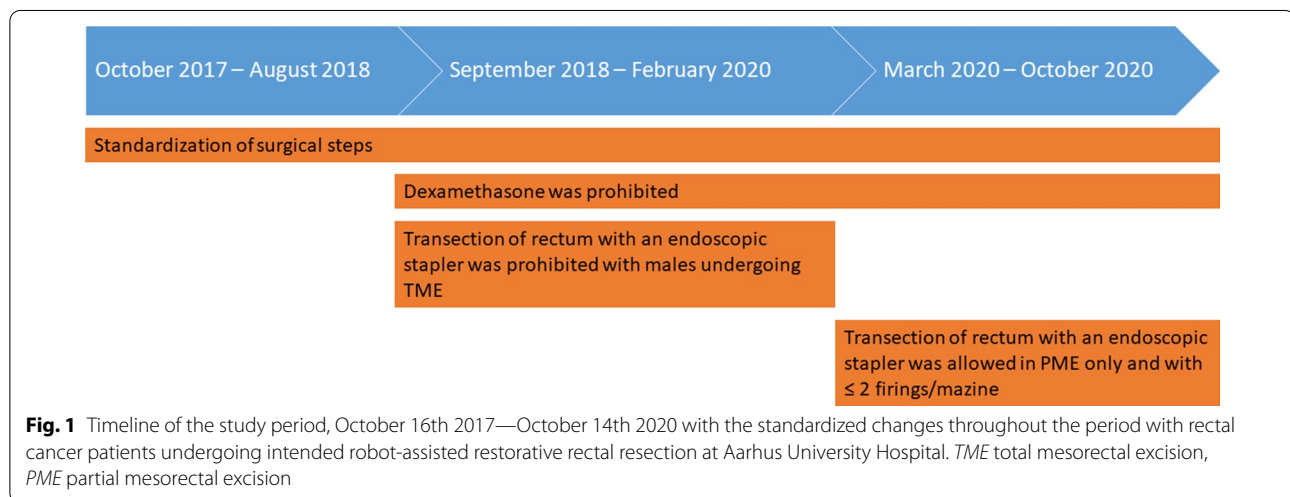 October 2017 – August 2018
September 2018 – February 2020
March 2020 – October 2020
Standardization of surgical steps
Dexamethasone was prohibited
Transection of rectum with an endoscopic
stapler was prohibited with males undergoing
TME
Transection of rectum with an endoscopic
stapler was allowed in PME only and with
≤ 2 firings/mazine
Fig. 1 Timeline of the study period, October 16th 2017—October 14th 2020 with the standardized changes throughout the period with rectal
cancer patients undergoing intended robot-assisted restorative rectal resection at Aarhus University Hospital. TME total mesorectal excision,
PME partial mesorectal excision